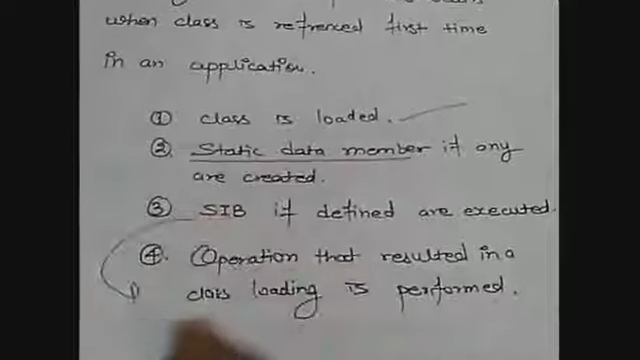 when class is refrenced first time
in an application.
① class is loaded.
②. Static data member if any
are created.
③ SIB if defined are executed.
④. Operation that resulted in a
class loading is performed.